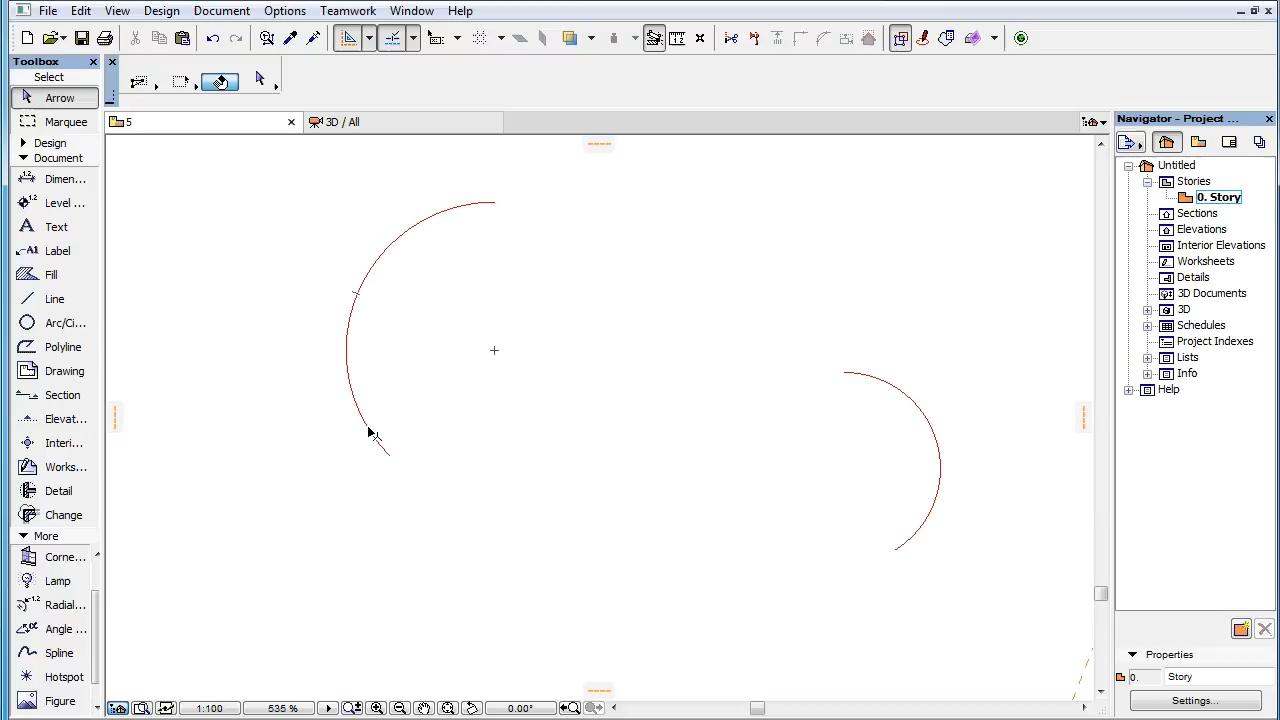 File Edit View Design Document Options Teamwork Window Help
Toolbox
Select
Arrow
Marquee
Design
Document
Dimen...
Level ...
Text
Label
Fill
Line
Arc/Ci...
Polyline
Drawing
Section
Elevat...
Interi...
Works...
Detail
Change
More
Corne...
Lamp
Radial...
Angle ...
Spline
Hotspot
Figure
5
3D / All
1:100
535 %
0.00°
Navigator - Project ...
Untitled
Stories
0. Story
Sections
Elevations
Interior Elevations
Worksheets
Details
3D Documents
3D
Schedules
Project Indexes
Lists
Info
Help
Properties
0. Story
Settings...